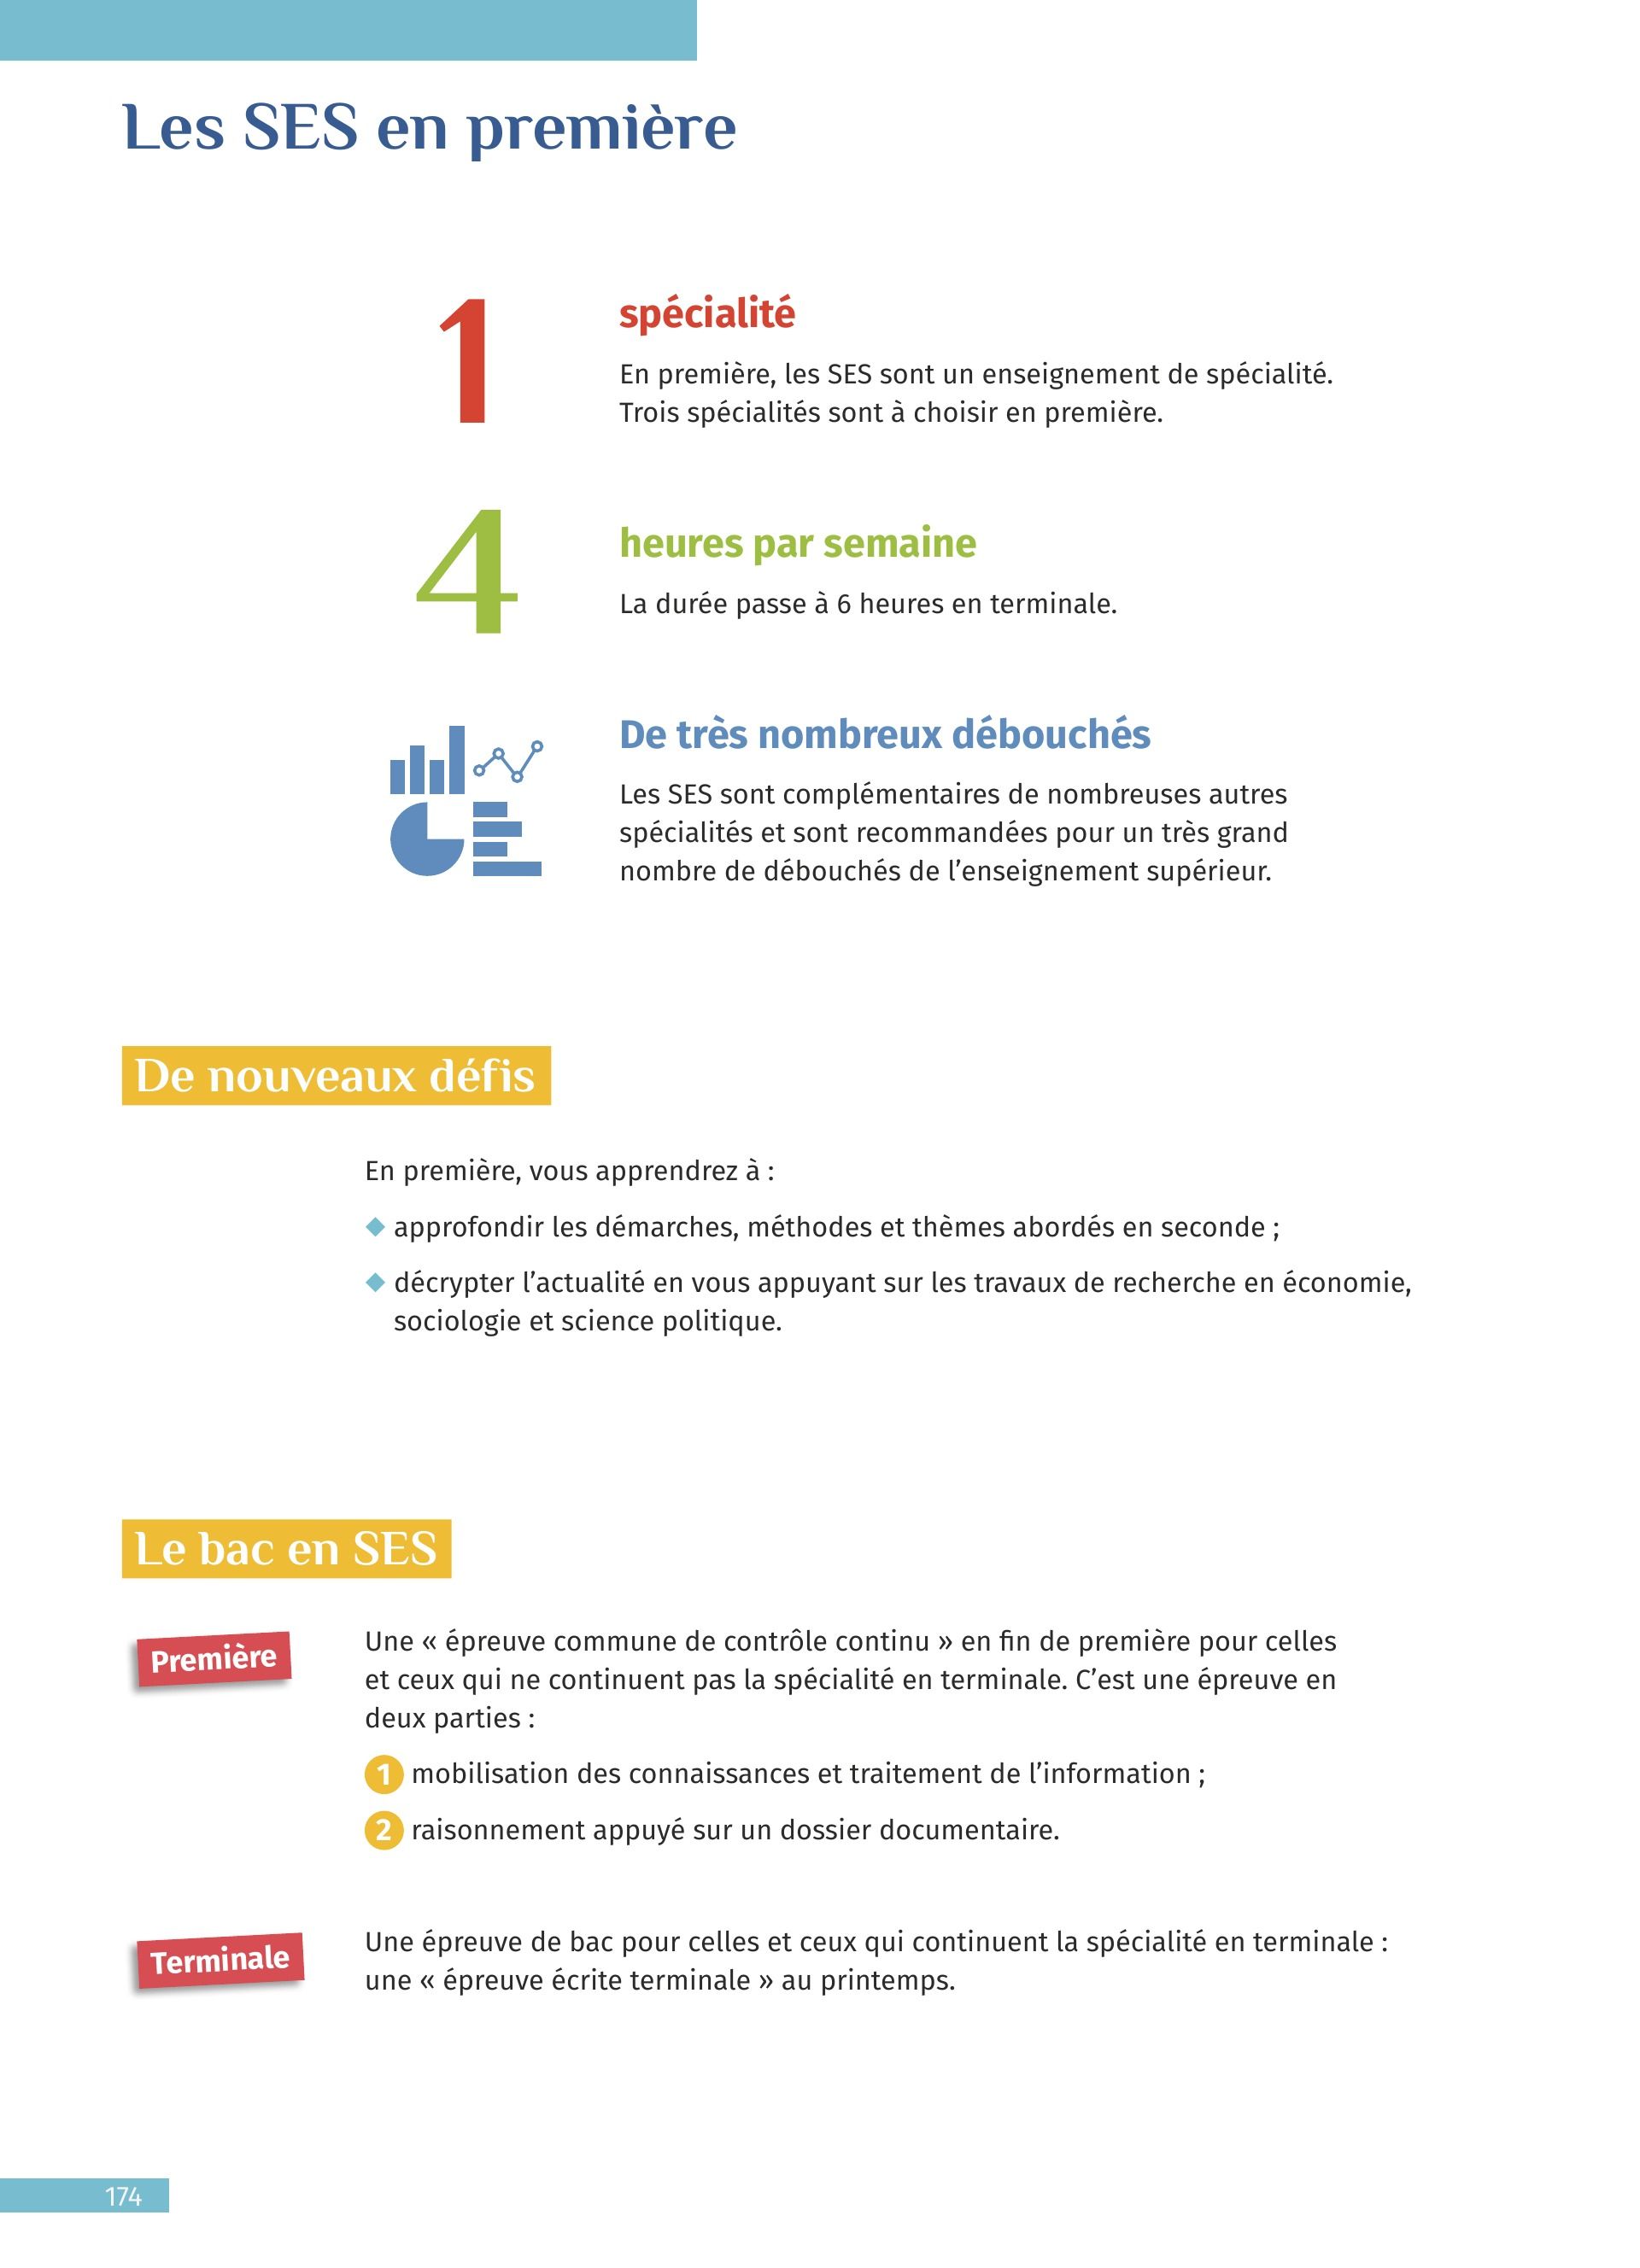 Les SES en première
1
spécialité
En première, les SES sont un enseignement de spécialité.
Trois spécialités sont à choisir en première.
4
heures par semaine
La durée passe à 6 heures en terminale.
De très nombreux débouchés
Les SES sont complémentaires de nombreuses autres
spécialités et sont recommandées pour un très grand
nombre de débouchés de l’enseignement supérieur.
De nouveaux défis
En première, vous apprendrez à :
◆ approfondir les démarches, méthodes et thèmes abordés en seconde ;
◆ décrypter l’actualité en vous appuyant sur les travaux de recherche en économie,
sociologie et science politique.
Le bac en SES
Première
Une « épreuve commune de contrôle continu » en fin de première pour celles
et ceux qui ne continuent pas la spécialité en terminale. C’est une épreuve en
deux parties :
1 mobilisation des connaissances et traitement de l’information ;
2 raisonnement appuyé sur un dossier documentaire.
Terminale
Une épreuve de bac pour celles et ceux qui continuent la spécialité en terminale :
une « épreuve écrite terminale » au printemps.
174